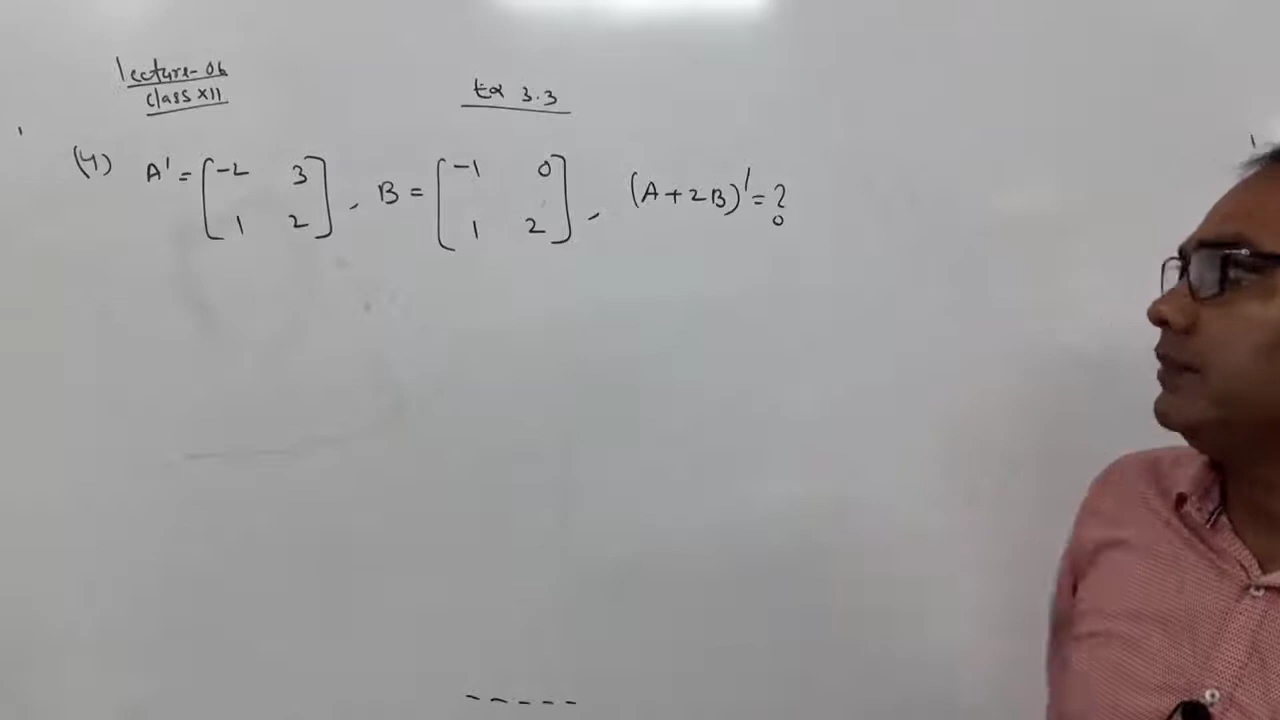 Lecture-06
Class XII
Ex 3.3
(4) A' = [-2 3
1 2], B = [-1 0
1 2], (A+2B)' = ?